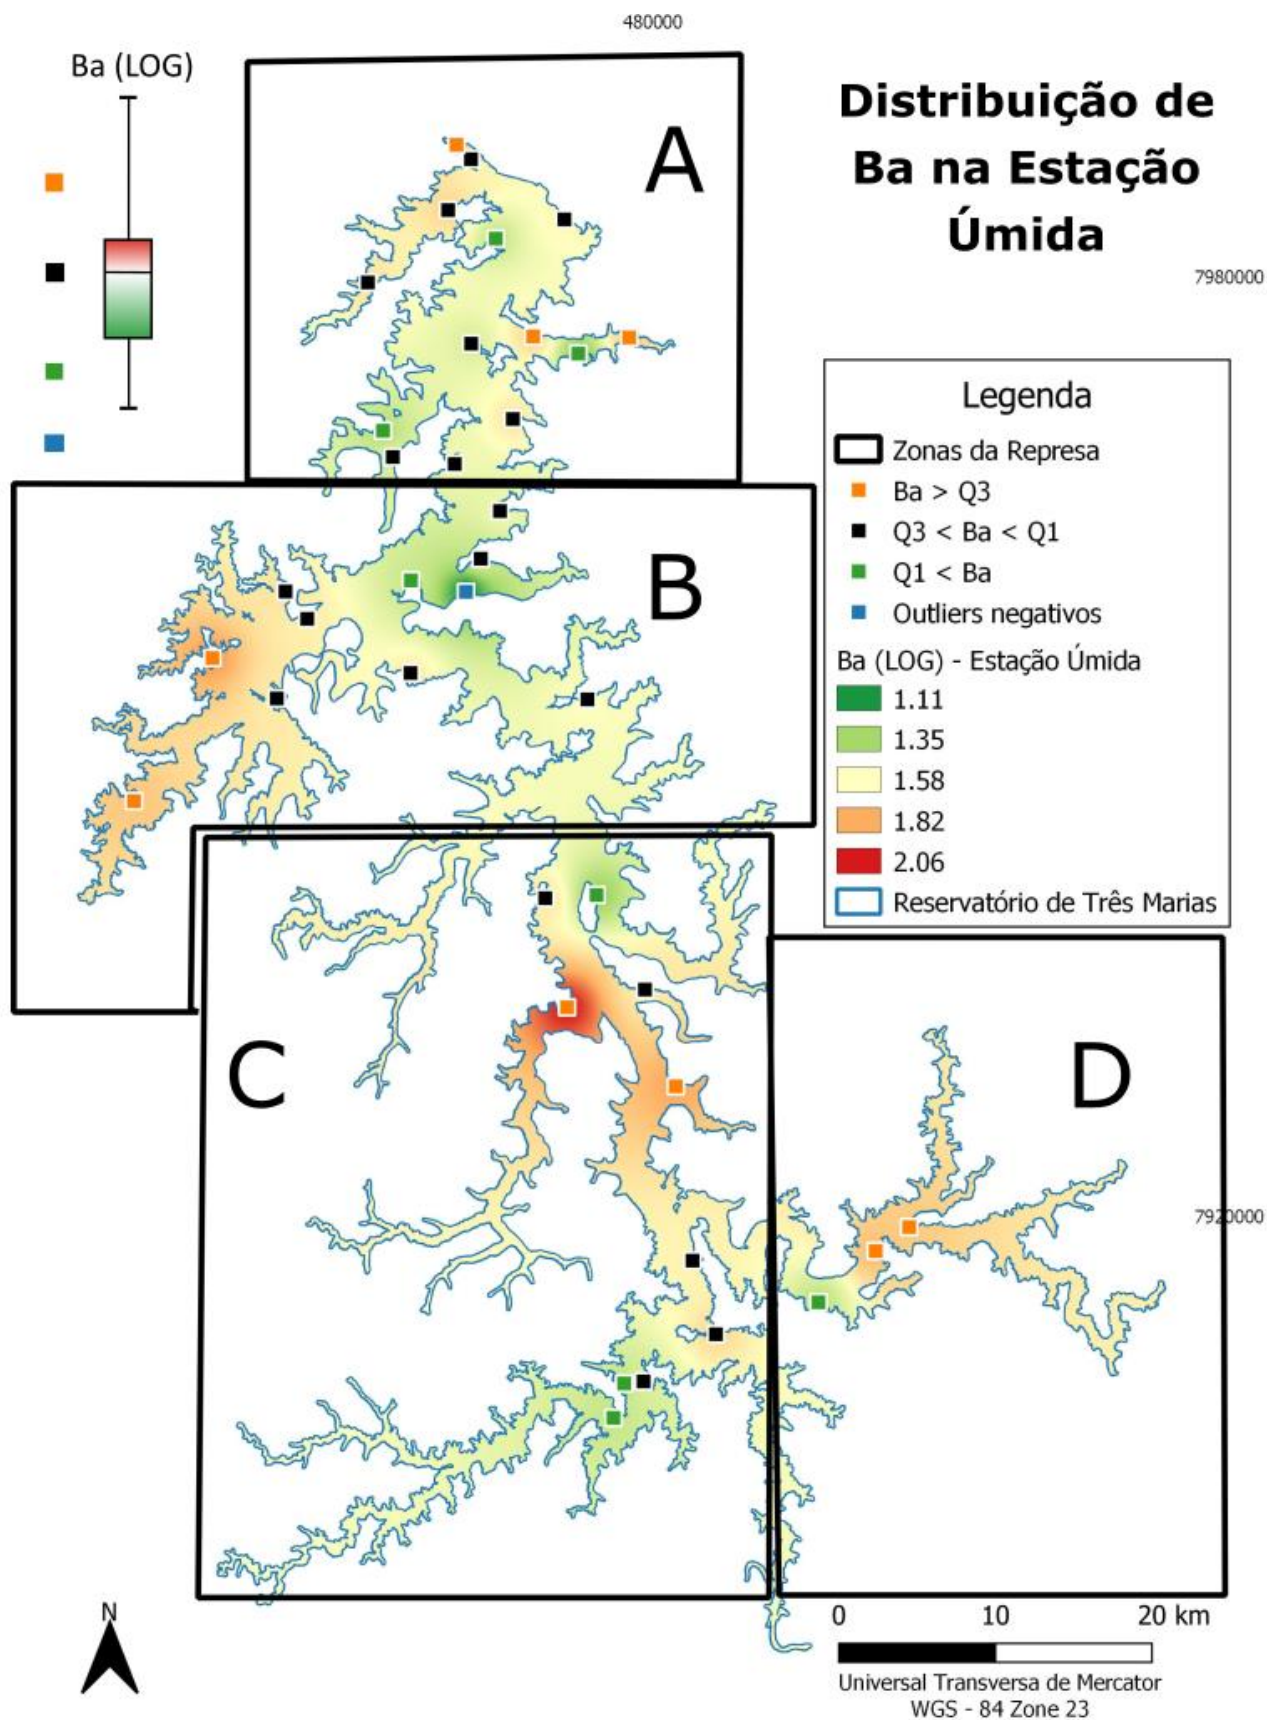 480000
Ba (LOG)
Distribuição de
Ba na Estação
Úmida
A
7980000
Legenda
Zonas da Represa
Ba > Q3
Q3 < Ba < Q1
Q1 < Ba
Outliers negativos
Ba (LOG) - Estação Úmida
1.11
1.35
1.58
1.82
2.06
Reservatório de Três Marias
B
C
D
7920000
N
0 10 20 km
Universal Transversa de Mercator
WGS - 84 Zone 23